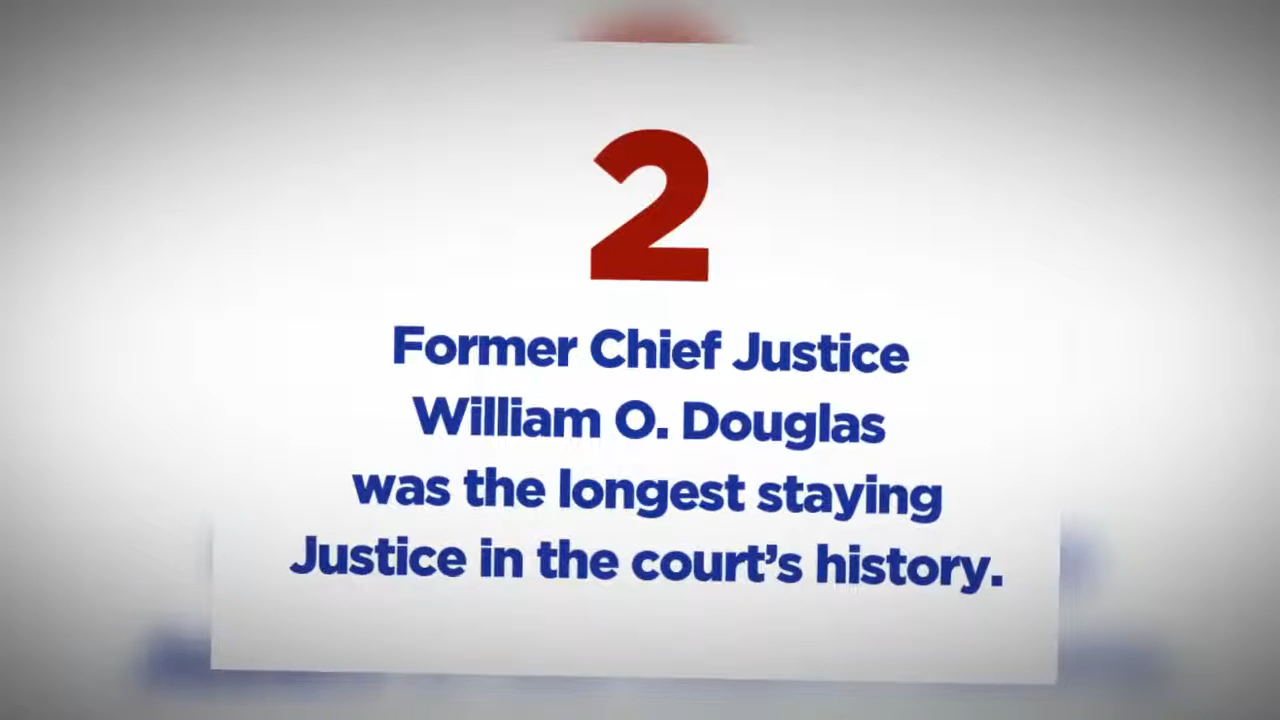 2
Former Chief Justice
William O. Douglas
was the longest staying
Justice in the court's history.